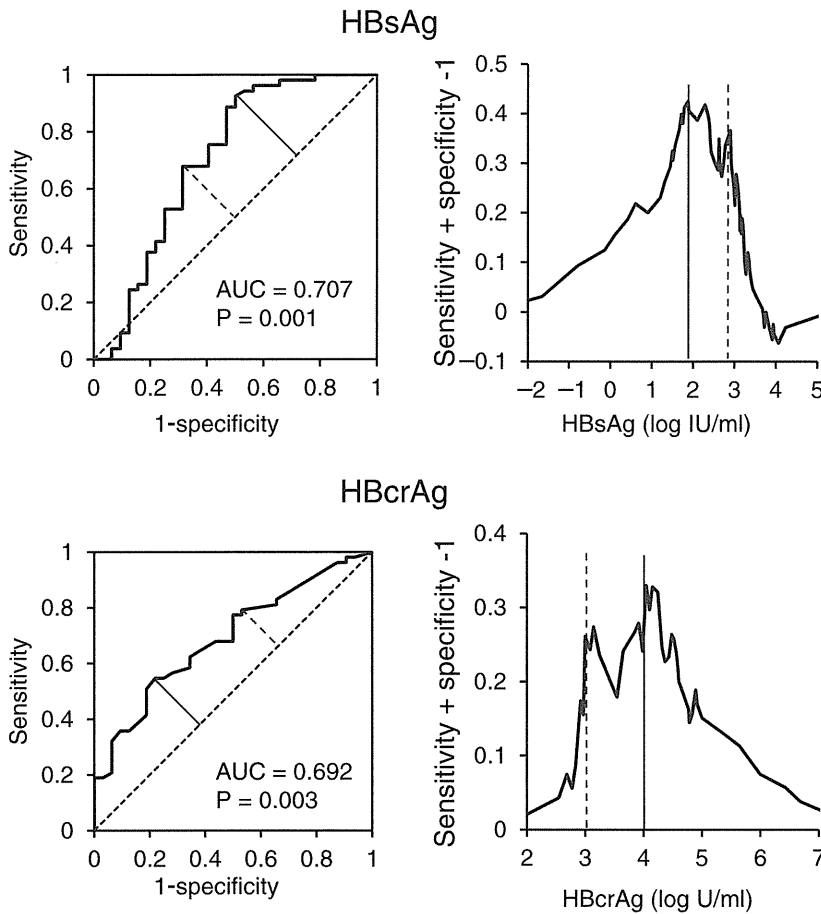 HBsAg
Sensitivity
1
0.8
0.6
0.4
0.2
0
0 0.2 0.4 0.6 0.8 1
AUC = 0.707
P = 0.001
1-specificity
Sensitivity + specificity -1
0.5
0.4
0.3
0.2
0.1
0
−0.1
−2 −1 0 1 2 3 4 5
HBsAg (log IU/ml)
HBcrAg
Sensitivity
1
0.8
0.6
0.4
0.2
0
0 0.2 0.4 0.6 0.8 1
AUC = 0.692
P = 0.003
1-specificity
Sensitivity + specificity -1
0.4
0.3
0.2
0.1
0
2 3 4 5 6 7
HBcrAg (log U/ml)